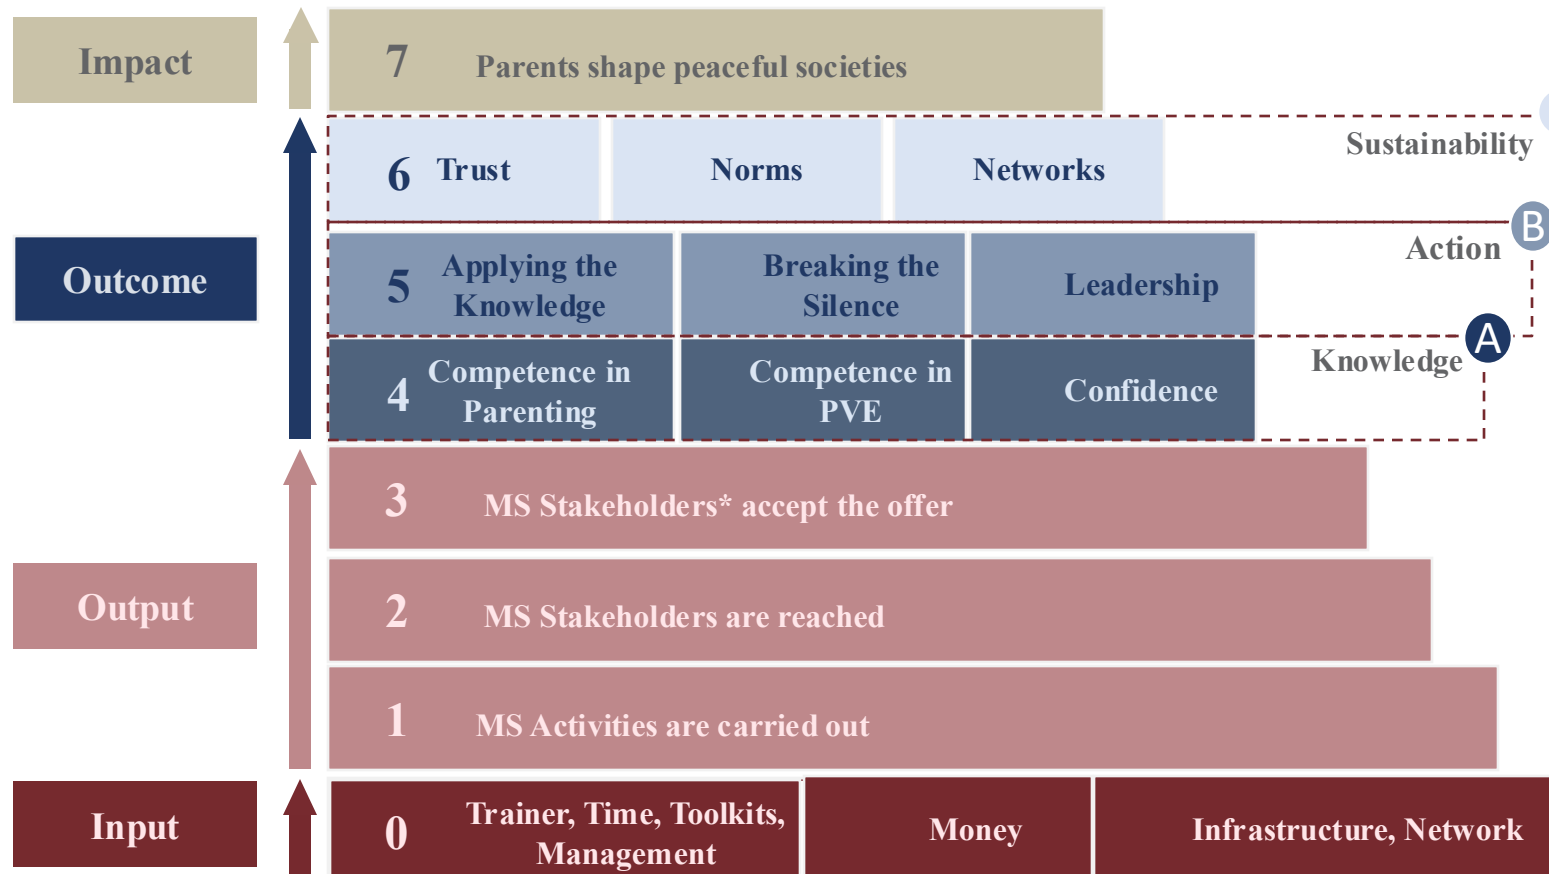 Impact
7
Parents shape peaceful societies
Sustainability
6
Trust
Norms
Networks
B
Action
Outcome
5
Applying the
Knowledge
Breaking the
Silence
Leadership
A
Knowledge
4
Competence in
Parenting
Competence in
PVE
Confidence
3
MS Stakeholders* accept the offer
Output
2
MS Stakeholders are reached
1
MS Activities are carried out
Input
0
Trainer, Time, Toolkits,
Management
Money
Infrastructure, Network